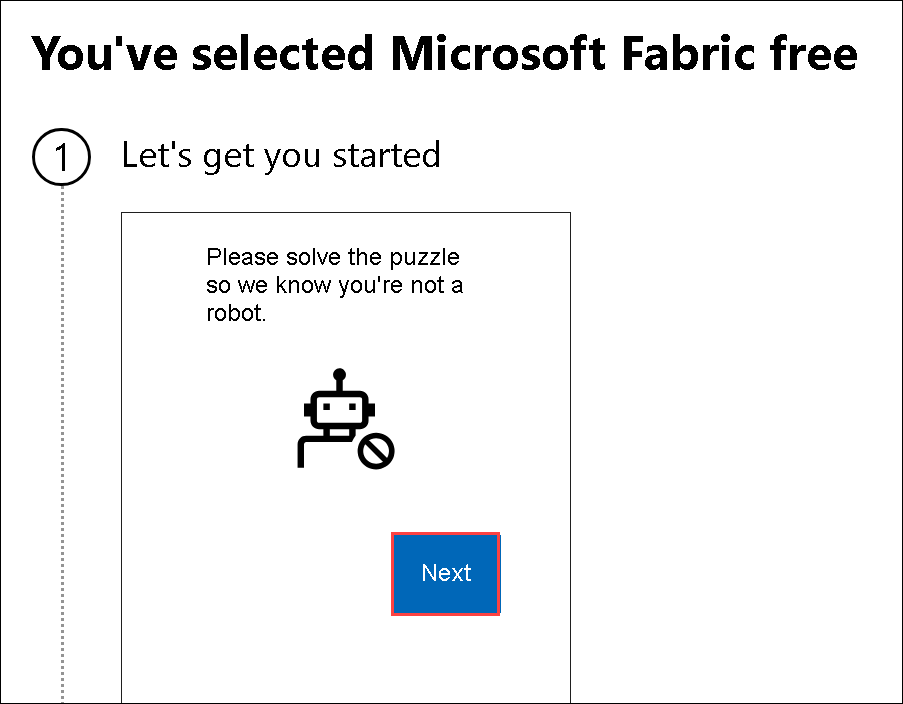 You've selected Microsoft Fabric free
1
Let's get you started
Please solve the puzzle
so we know you're not a
robot.
Next